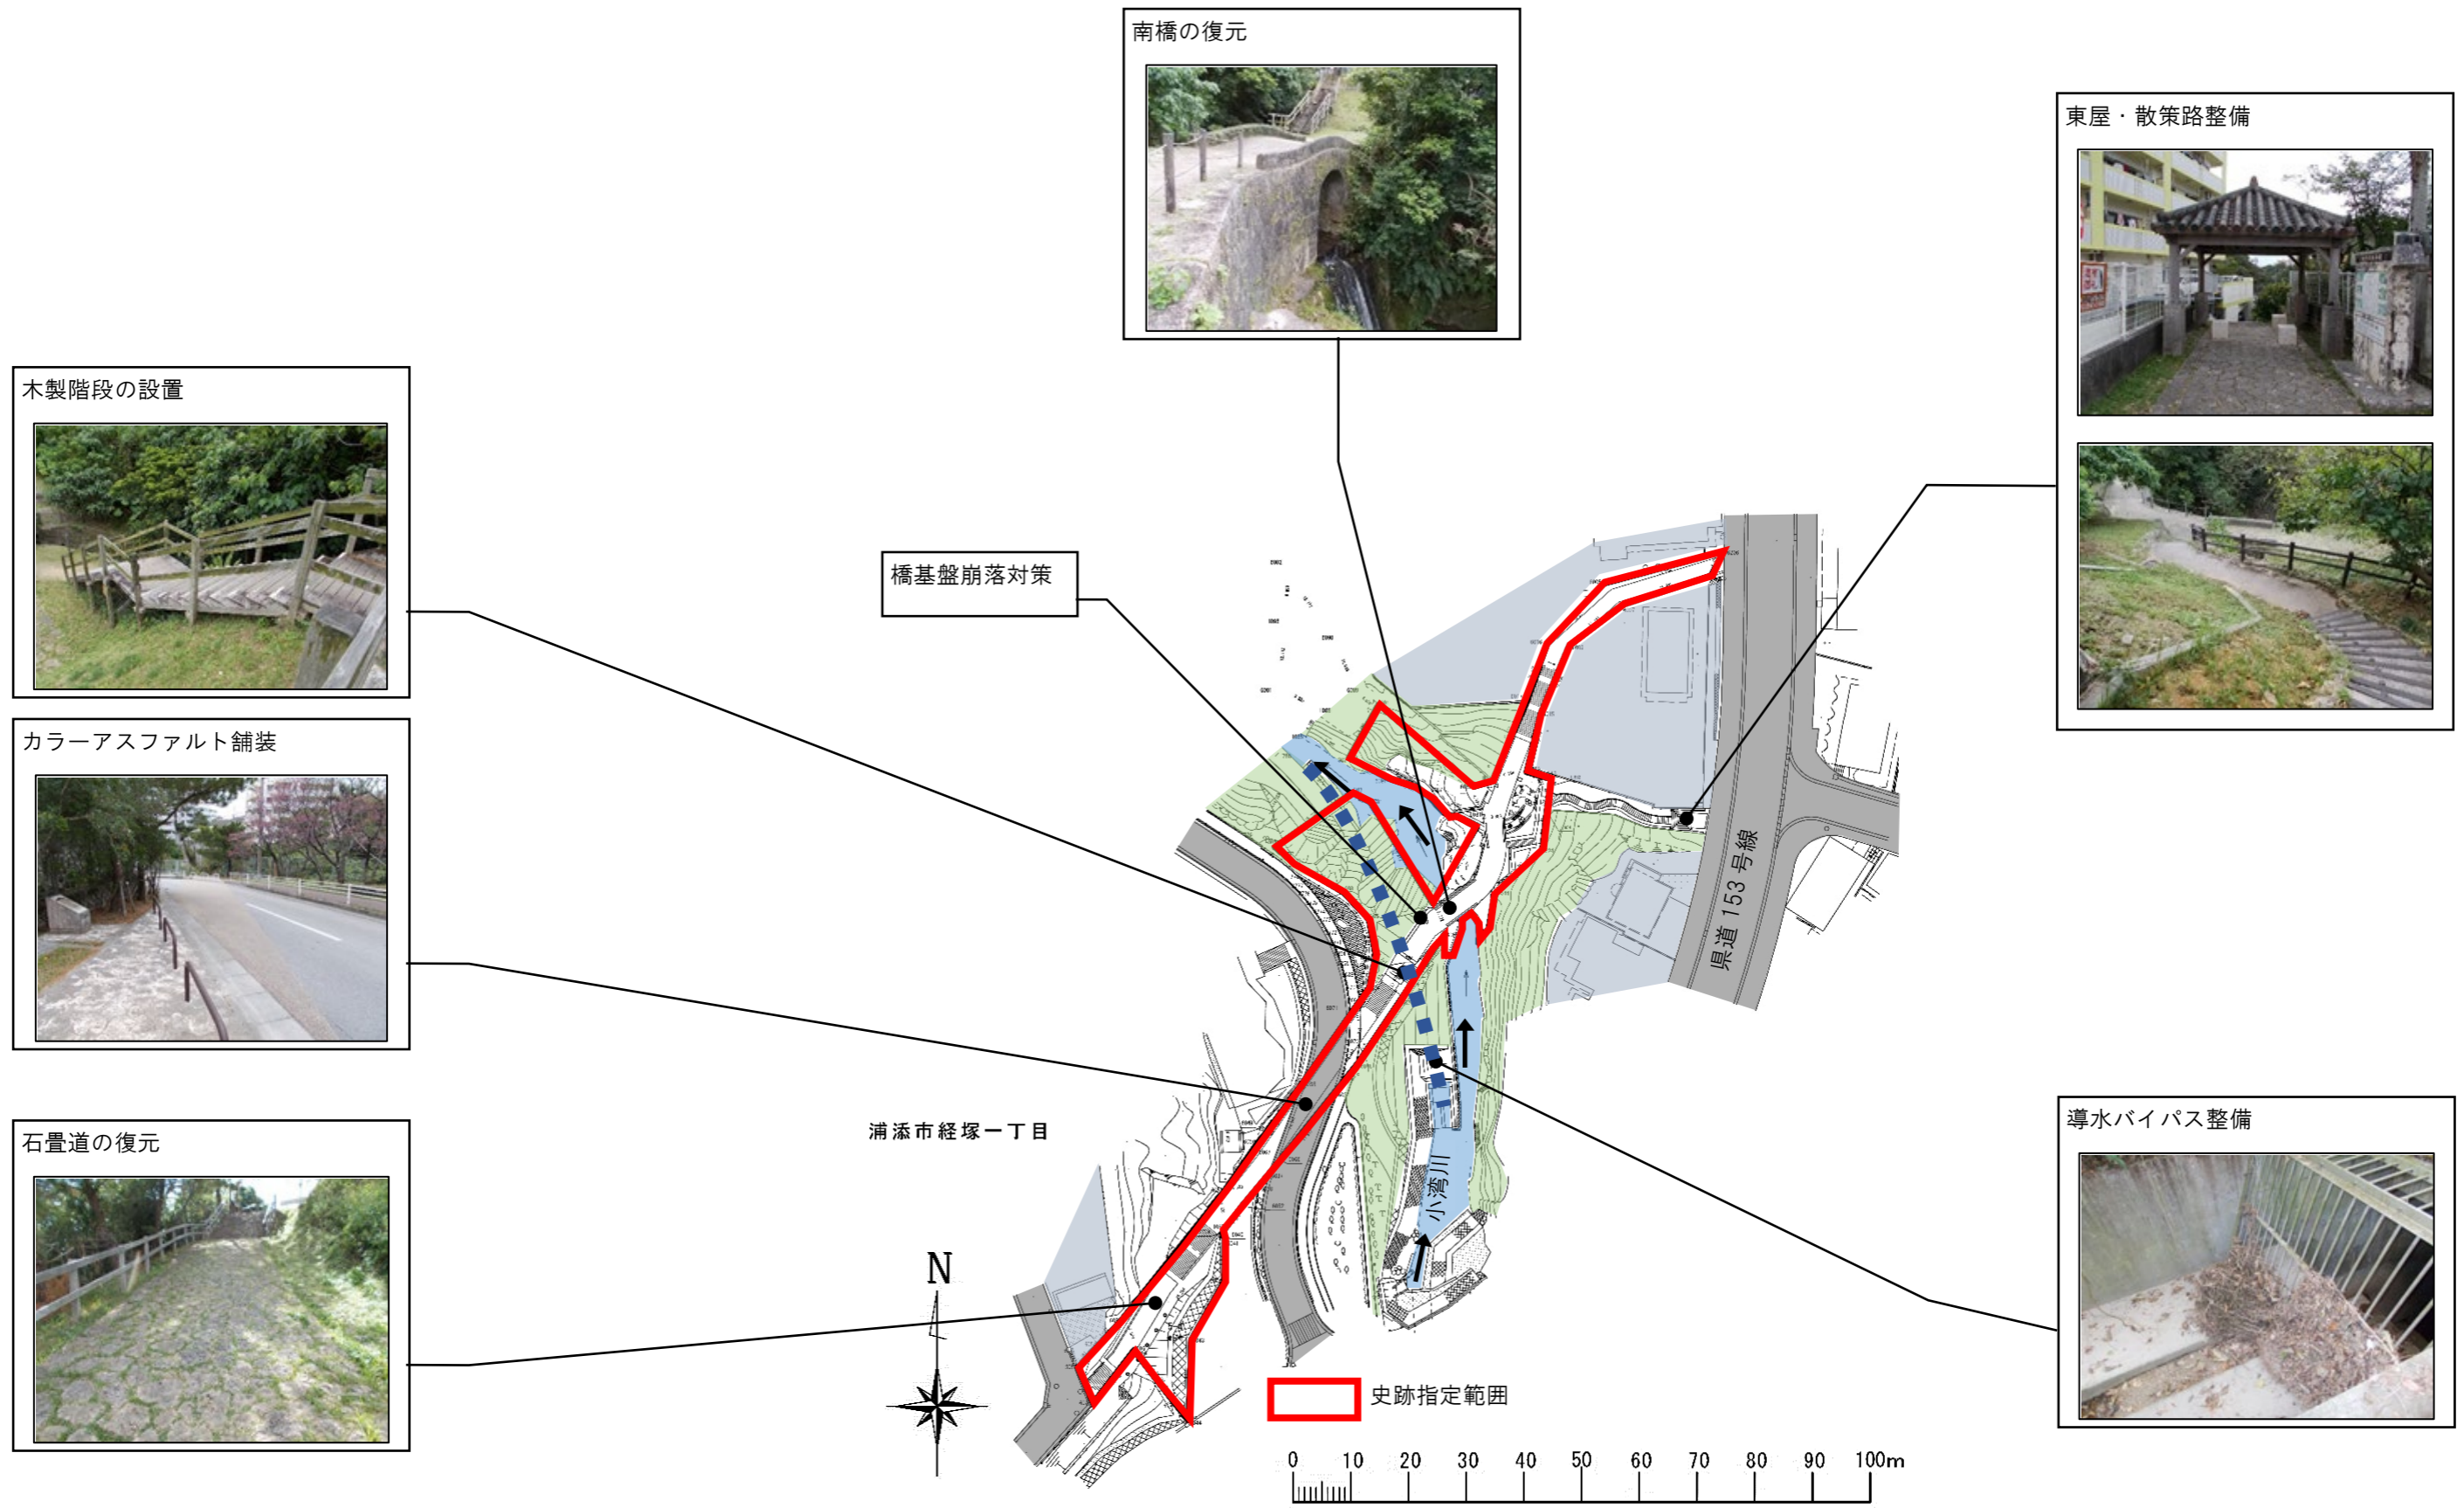 南橋の復元
東屋・散策路整備
木製階段の設置
橋基盤崩落対策
カラーアスファルト舗装
県道 153 号線
浦添市経塚一丁目
石畳道の復元
小湾川
導水バイパス整備
N
史跡指定範囲
0 10 20 30 40 50 60 70 80 90 100m